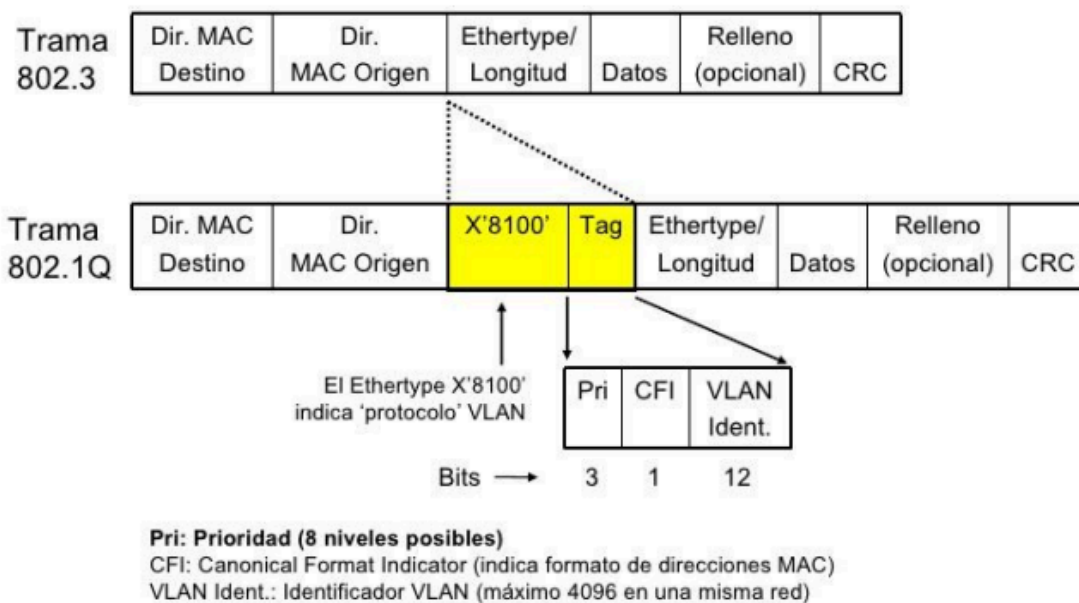 Trama
802.3
Dir. MAC
Destino
Dir.
MAC Origen
Ethertype/
Longitud
Datos
Relleno
(opcional)
CRC
Trama
802.1Q
Dir. MAC
Destino
Dir.
MAC Origen
X'8100'
Tag
Ethertype/
Longitud
Datos
Relleno
(opcional)
CRC
El Ethertype X'8100'
indica 'protocolo' VLAN
Pri
CFI
VLAN
Ident.
Bits
3
1
12
Pri: Prioridad (8 niveles posibles)
CFI: Canonical Format Indicator (indica formato de direcciones MAC)
VLAN Ident.: Identificador VLAN (máximo 4096 en una misma red)